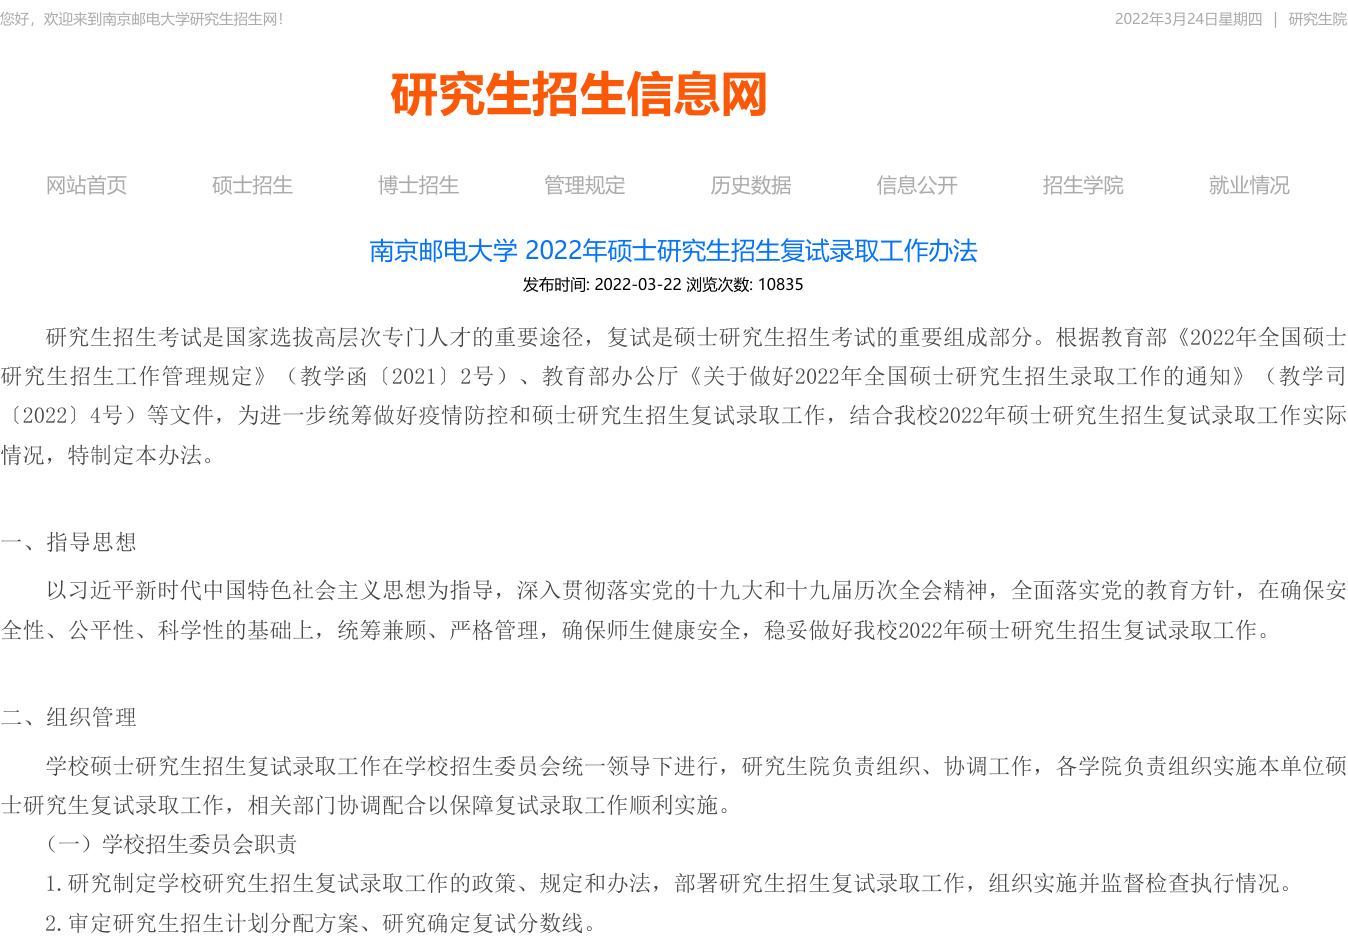 您好，欢迎来到南京邮电大学研究生招生网！
2022年3月24日星期四 | 研究生院
研究生招生信息网
网站首页 硕士招生 博士招生 管理规定 历史数据 信息公开 招生学院 就业情况
南京邮电大学 2022年硕士研究生招生复试录取工作办法
发布时间: 2022-03-22 浏览次数: 10835
研究生招生考试是国家选拔高层次专门人才的重要途径，复试是硕士研究生招生考试的重要组成部分。根据教育部《2022年全国硕士
研究生招生工作管理规定》（教学函〔2021〕2号）、教育部办公厅《关于做好2022年全国硕士研究生招生录取工作的通知》（教学司
〔2022〕4号）等文件，为进一步统筹做好疫情防控和硕士研究生招生复试录取工作，结合我校2022年硕士研究生招生复试录取工作实际
情况，特制定本办法。
一、指导思想
以习近平新时代中国特色社会主义思想为指导，深入贯彻落实党的十九大和十九届历次全会精神，全面落实党的教育方针，在确保安
全性、公平性、科学性的基础上，统筹兼顾、严格管理，确保师生健康安全，稳妥做好我校2022年硕士研究生招生复试录取工作。
二、组织管理
学校硕士研究生招生复试录取工作在学校招生委员会统一领导下进行，研究生院负责组织、协调工作，各学院负责组织实施本单位硕
士研究生复试录取工作，相关部门协调配合以保障复试录取工作顺利实施。
（一）学校招生委员会职责
1.研究制定学校研究生招生复试录取工作的政策、规定和办法，部署研究生招生复试录取工作，组织实施并监督检查执行情况。
2.审定研究生招生计划分配方案、研究确定复试分数线。